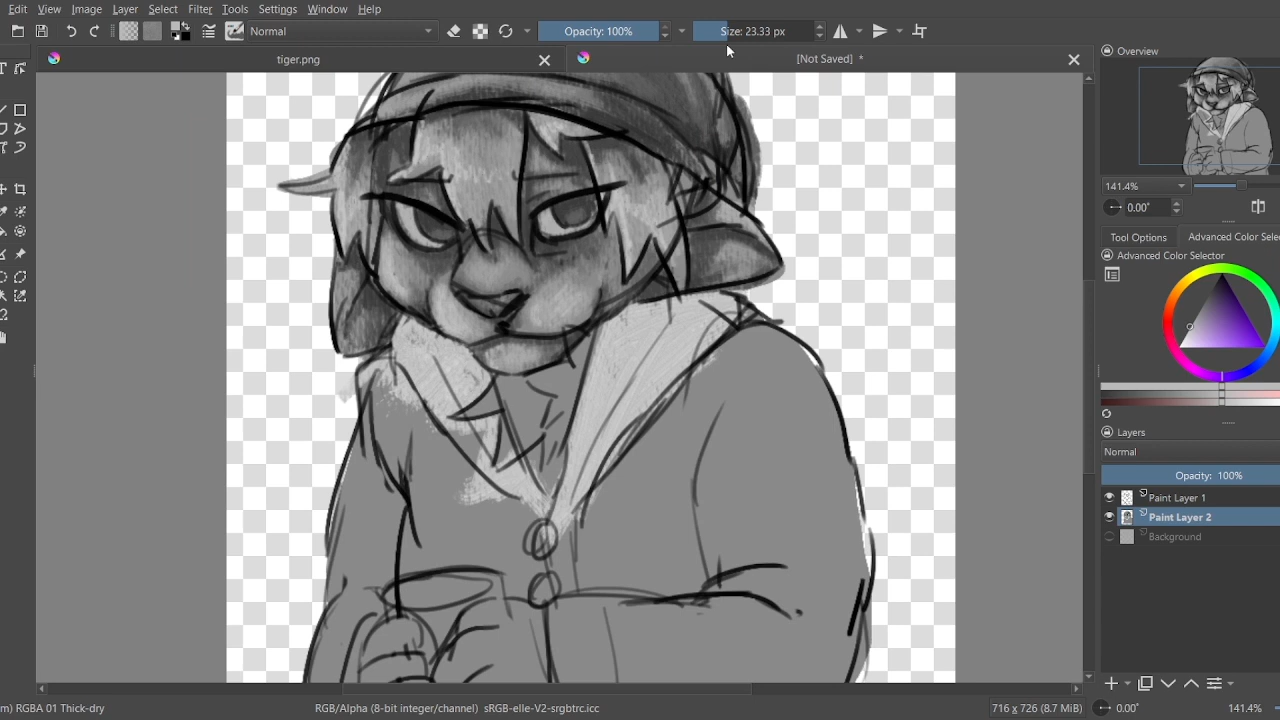 Edit View Image Layer Select Filter Tools Settings Window Help
Normal Opacity: 100% Size: 23.33 px
tiger.png [Not Saved] *
Overview
141.4%
0.00°
Tool Options Advanced Color Sele
Advanced Color Selector
Layers
Normal
Opacity: 100%
Paint Layer 1
Paint Layer 2
Background
m) RGBA 01 Thick-dry RGB/Alpha (8-bit integer/channel) sRGB-elle-V2-srgbtrc.icc 716 x 726 (8.7 MiB) 0.00° 141.4%